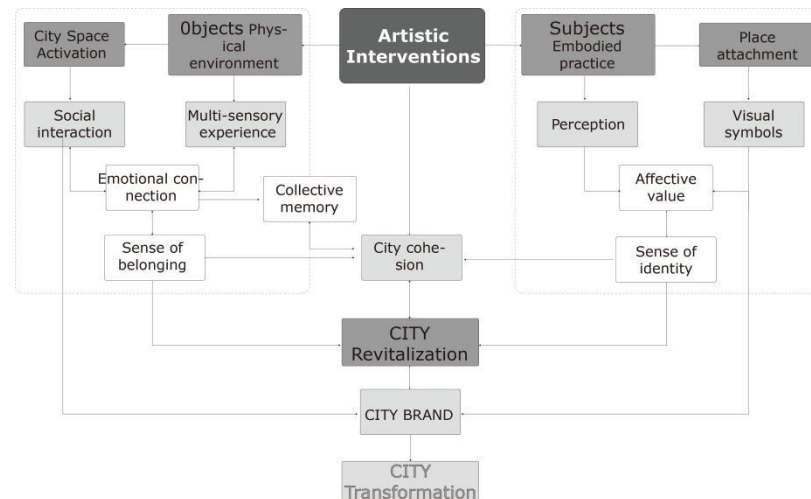 City Space
Activation
0bjects Phys-
ical
environment
Artistic
Interventions
Subjects
Embodied
practice
Place
attachment
Social
interaction
Multi-sensory
experience
Perception
Visual
symbols
Emotional con-
nection
Collective
memory
Affective
value
Sense of
belonging
City cohe-
sion
Sense of
identity
CITY
Revitalization
CITY BRAND
CITY
Transformation